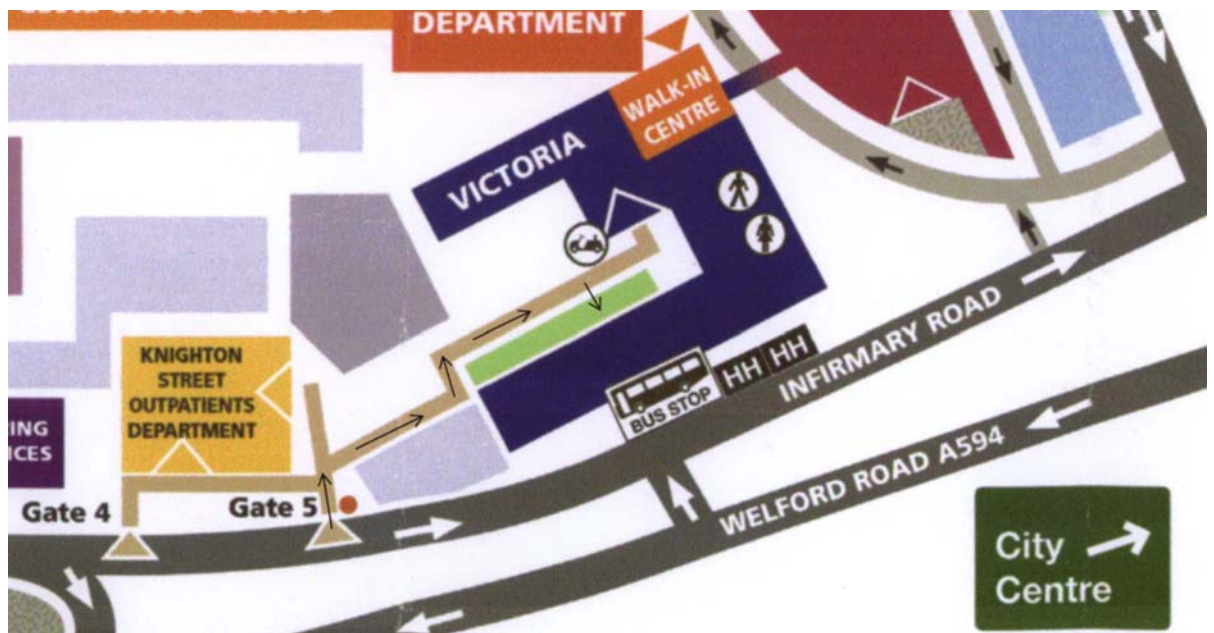 DEPARTMENT
WALK-IN
CENTRE
VICTORIA
KNIGHTON
STREET
OUTPATIENTS
DEPARTMENT
RING
ICES
Gate 4
Gate 5
BUS STOP
HH HH
INFIRMARY ROAD
WELFORD ROAD A594
City
Centre